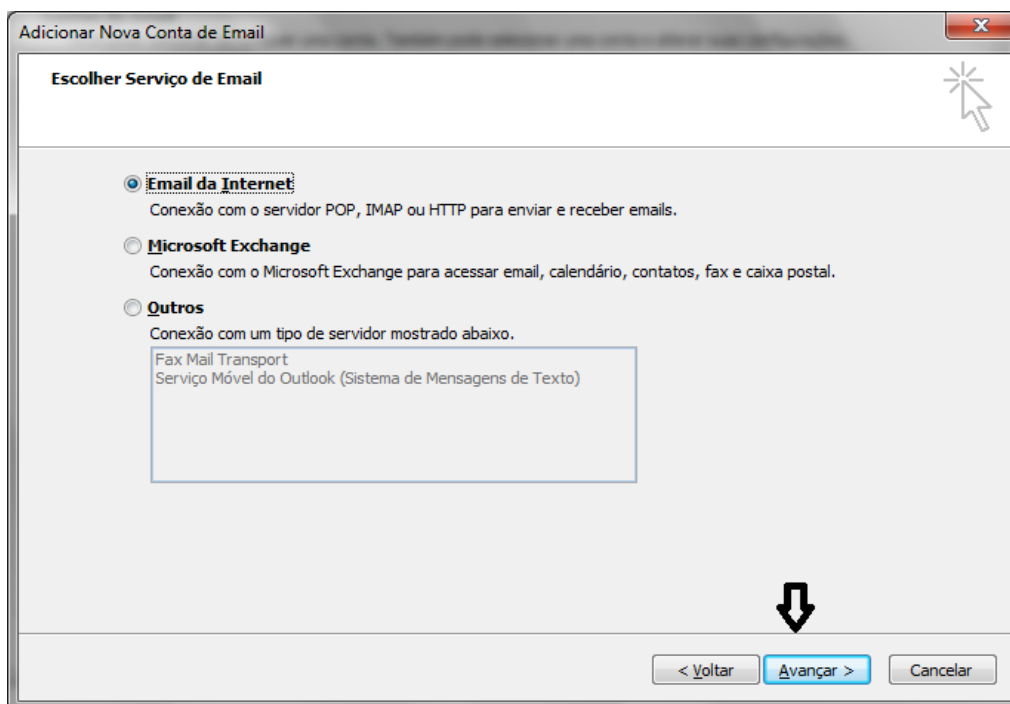 Adicionar Nova Conta de Email
Escolher Serviço de Email
Email da Internet
Conexão com o servidor POP, IMAP ou HTTP para enviar e receber emails.
Microsoft Exchange
Conexão com o Microsoft Exchange para acessar email, calendário, contatos, fax e caixa postal.
Outros
Conexão com um tipo de servidor mostrado abaixo.
Fax Mail Transport
Serviço Móvel do Outlook (Sistema de Mensagens de Texto)
< Voltar Avançar > Cancelar